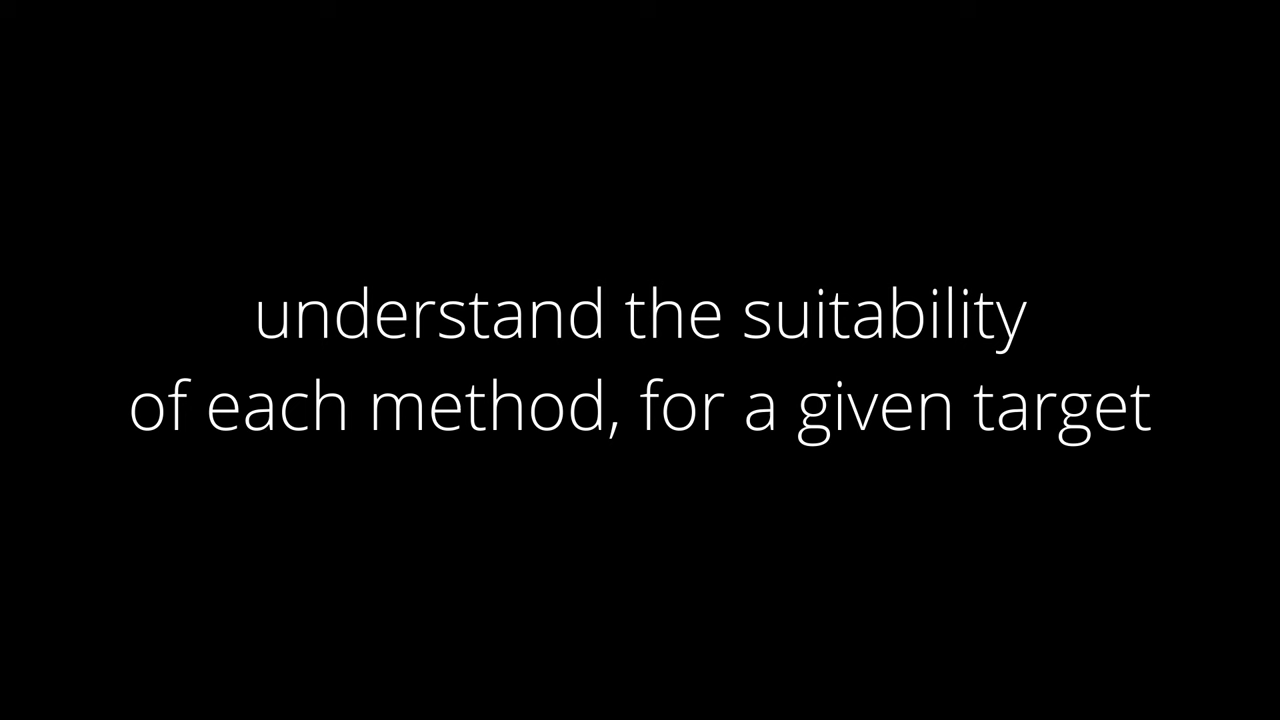 understand the suitability
of each method, for a given target